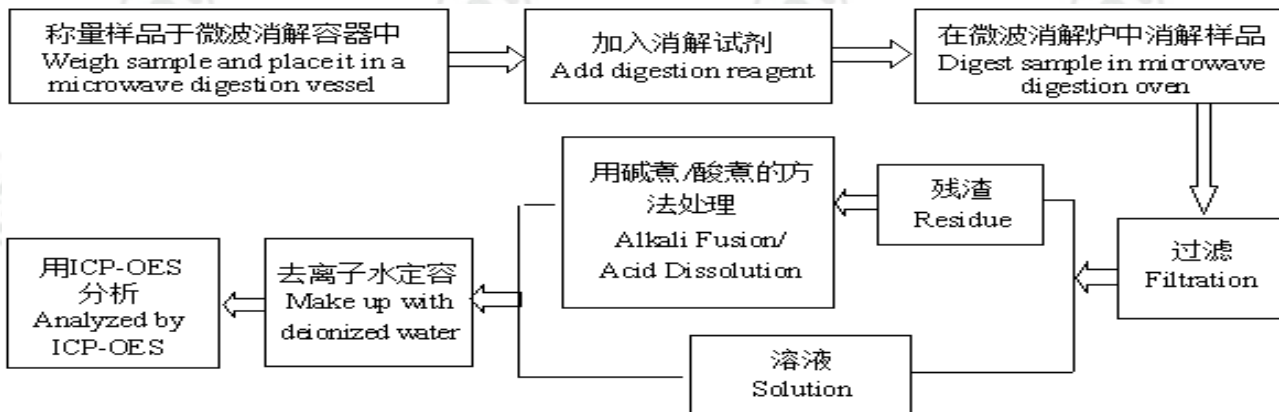 称量样品于微波消解容器中
Weigh sample and place it in a
microwave digestion vessel
加入消解试剂
Add digestion reagent
在微波消解炉中消解样品
Digest sample in microwave
digestion oven
过滤
Filtration
残渣
Residue
用碱煮/酸煮的方
法处理
Alkali Fusion/
Acid Dissolution
溶液
Solution
去离子水定容
Make up with
deionized water
用ICP-OES
分析
Analyzed by
ICP-OES